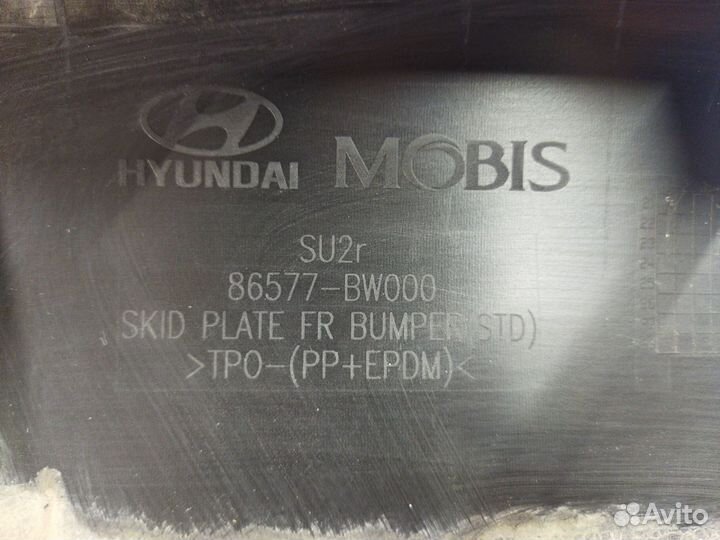 HYUNDAI MOBIS
SU2r
86577-BW000
SKID PLATE FR BUMPER(STD)
>TPO-(PP+EPDM)<
Avito